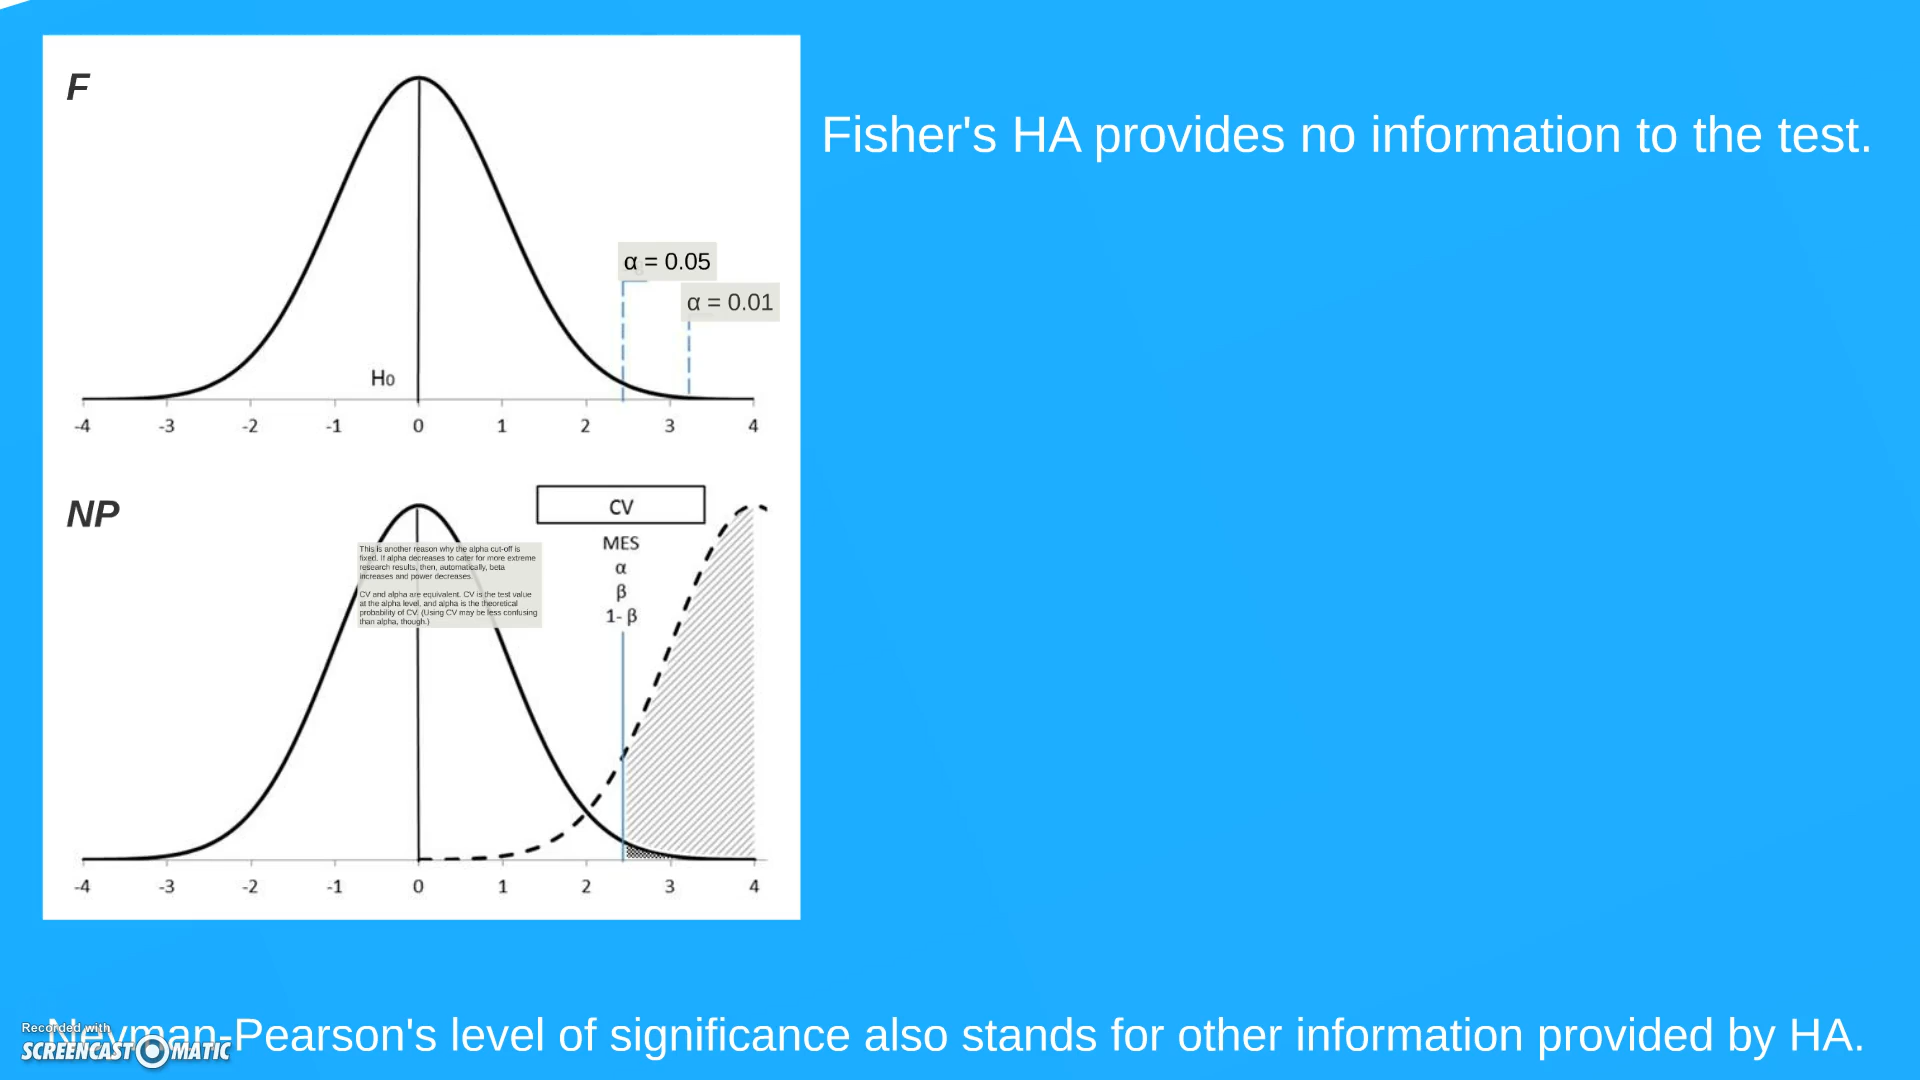 F
Fisher's HA provides no information to the test.
α = 0.05
α = 0.01
H0
-4 -3 -2 -1 0 1 2 3 4
NP
CV
MES
α
β
1- β
This is another reason why the alpha cut-off is
fixed. If alpha decreases to cater for more extreme
research results, then, automatically, beta
increases and power decreases.
CV and alpha are equivalent. CV is the test value
at the alpha level, and alpha is the theoretical
probability of CV. (Using CV may be less confusing
than alpha, though.)
-4 -3 -2 -1 0 1 2 3 4
Neyman-Pearson's level of significance also stands for other information provided by HA.
Recorded with
SCREENCAST MATIC